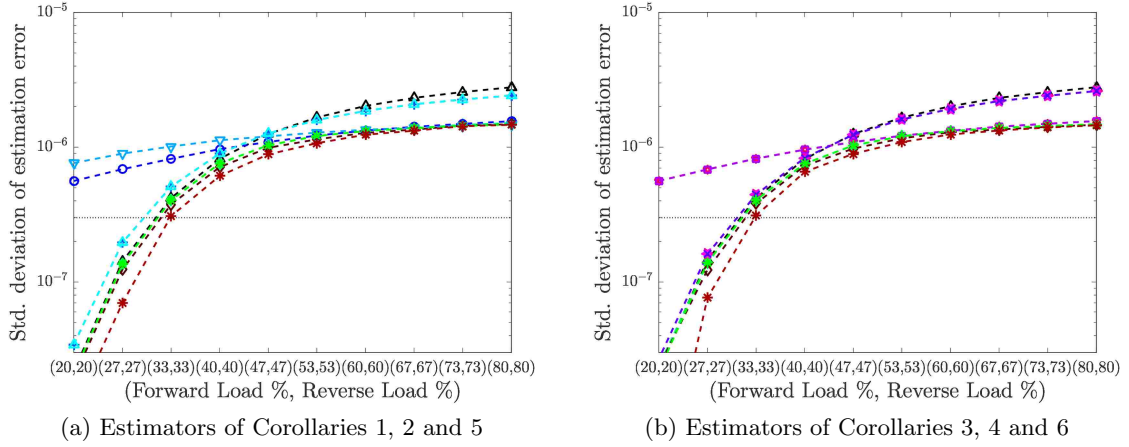 Std. deviation of estimation error
10^-5
10^-6
10^-7
(20,20)(27,27)(33,33)(40,40)(47,47)(53,53)(60,60)(67,67)(73,73)(80,80)
(Forward Load %, Reverse Load %)
(a) Estimators of Corollaries 1, 2 and 5
Std. deviation of estimation error
10^-5
10^-6
10^-7
(20,20)(27,27)(33,33)(40,40)(47,47)(53,53)(60,60)(67,67)(73,73)(80,80)
(Forward Load %, Reverse Load %)
(b) Estimators of Corollaries 3, 4 and 6